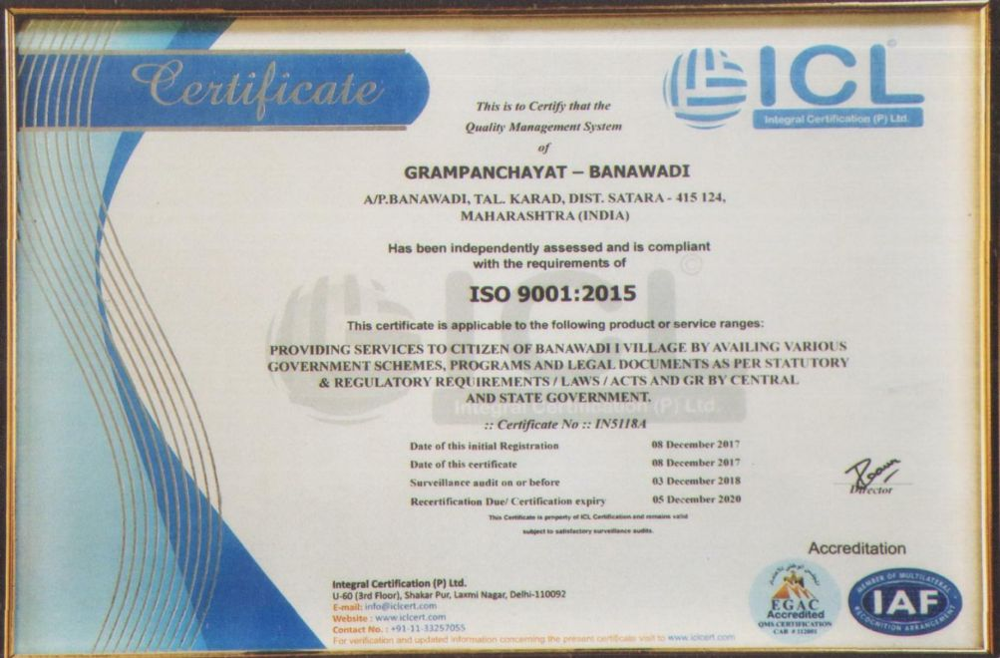 Certificate
ICL
©
Integral Certification (P) Ltd.
This is to Certify that the
Quality Management System
of
GRAMPANCHAYAT – BANAWADI
A/P.BANAWADI, TAL. KARAD, DIST. SATARA - 415 124,
MAHARASHTRA (INDIA)
Has been independently assessed and is compliant
with the requirements of
ISO 9001:2015
This certificate is applicable to the following product or service ranges:
PROVIDING SERVICES TO CITIZEN OF BANAWADI I VILLAGE BY AVAILING VARIOUS
GOVERNMENT SCHEMES, PROGRAMS AND LEGAL DOCUMENTS AS PER STATUTORY
& REGULATORY REQUIREMENTS / LAWS / ACTS AND GR BY CENTRAL
AND STATE GOVERNMENT.
ICL
©
Integral Certification (P) Ltd.
:: Certificate No :: IN5118A
Date of this initial Registration 08 December 2017
Date of this certificate 08 December 2017
Surveillance audit on or before 03 December 2018
Recertification Due/ Certification expiry 05 December 2020
This Certificate is property of ICL Certification and remains valid
subject to satisfactory surveillance audits.
Director
Accreditation
Integral Certification (P) Ltd.
U-60 (3rd Floor), Shakar Pur, Laxmi Nagar, Delhi-110092
E-mail: info@iclcert.com
Website : www.iclcert.com
Contact No. : +91-11-33257055
For verification and updated information concerning the present certificate visit to www.iclcert.com
EGAC
Accredited
QMS CERTIFICATION
CAB # 112001
MEMBER OF MULTILATERAL
IAF
RECOGNITION ARRANGEMENT